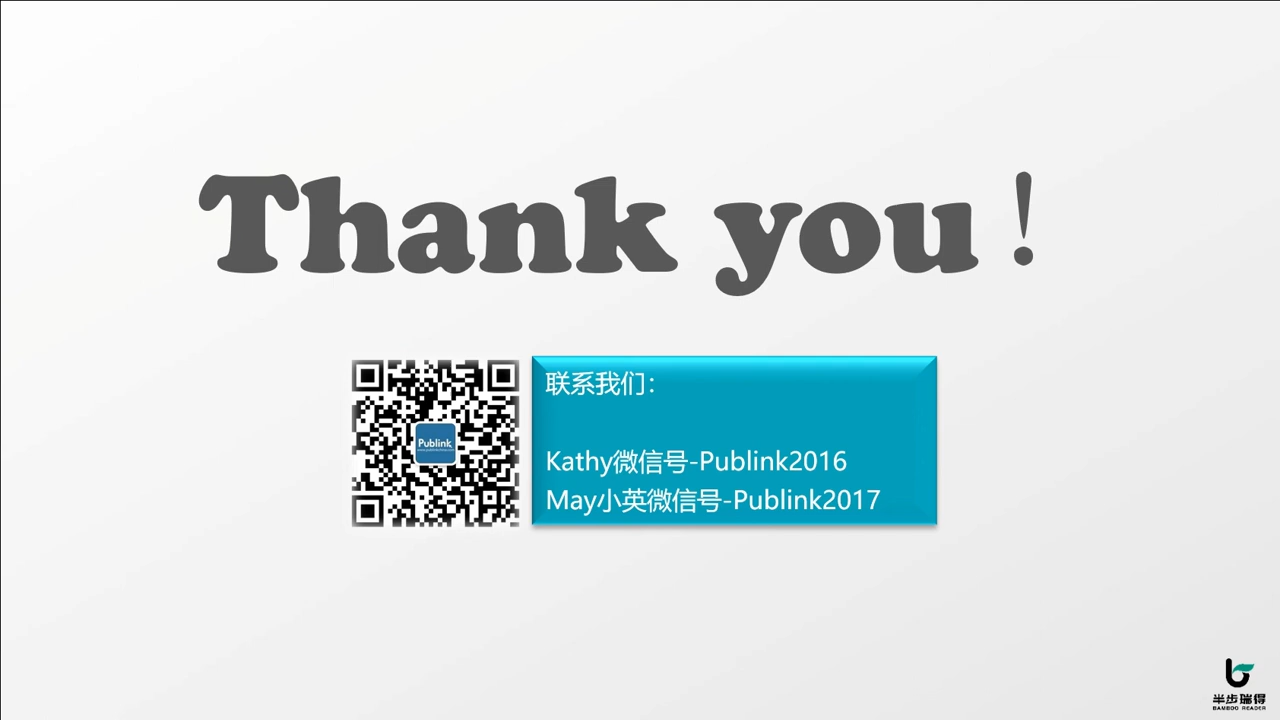 Thank you!
Publink
联系我们:
Kathy微信号-Publink2016
May小英微信号-Publink2017
半步瑞得
BAMBOO READER